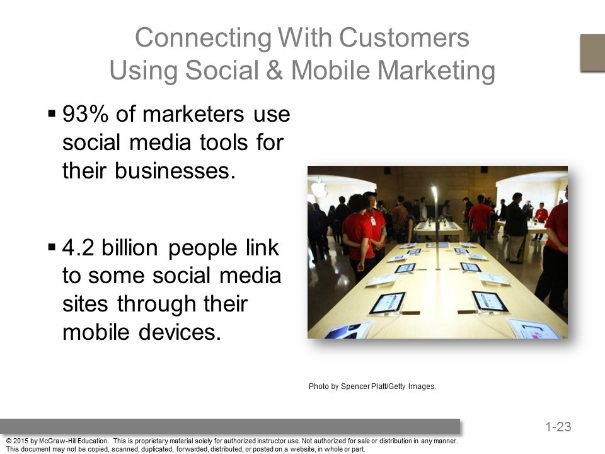 Connecting With Customers
Using Social & Mobile Marketing
▪ 93% of marketers use
social media tools for
their businesses.
▪ 4.2 billion people link
to some social media
sites through their
mobile devices.
Photo by Spencer Platt/Getty Images.
1-23
© 2015 by McGraw-Hill Education. This is proprietary material solely for authorized instructor use. Not authorized for sale or distribution in any manner.
This document may not be copied, scanned, duplicated, forwarded, distributed, or posted on a website, in whole or part.